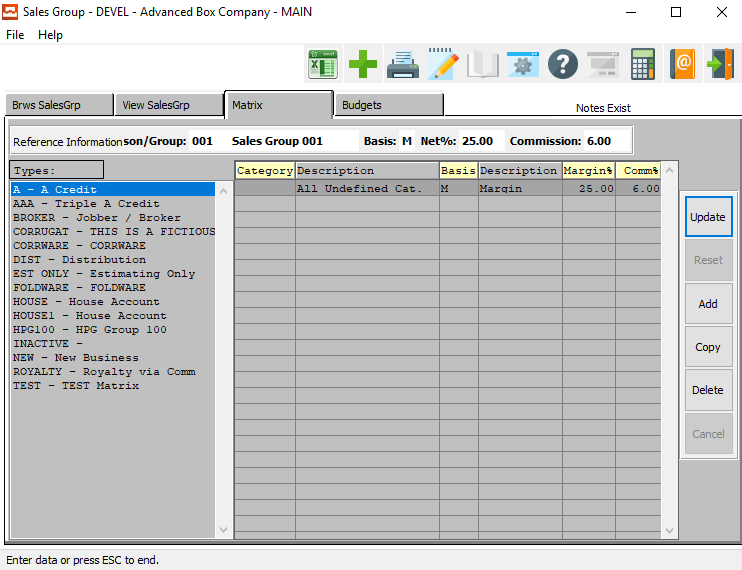 Sales Group - DEVEL - Advanced Box Company - MAIN
File Help
excel
X
?
@
Brws SalesGrp View SalesGrp Matrix Budgets Notes Exist
Reference Information son/Group: 001 Sales Group 001 Basis: M Net%: 25.00 Commission: 6.00
Types:
A - A Credit
AAA - Triple A Credit
BROKER - Jobber / Broker
CORRUGAT - THIS IS A FICTIOUS
CORRWARE - CORRWARE
DIST - Distribution
EST ONLY - Estimating Only
FOLDWARE - FOLDWARE
HOUSE - House Account
HOUSE1 - House Account
HPG100 - HPG Group 100
INACTIVE -
NEW - New Business
ROYALTY - Royalty via Comm
TEST - TEST Matrix
Category Description Basis Description Margin% Comm%
All Undefined Cat. M Margin 25.00 6.00
Update
Reset
Add
Copy
Delete
Cancel
Enter data or press ESC to end.